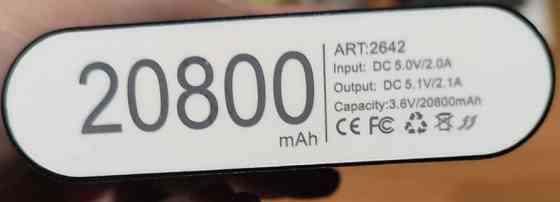 20800
mAh
ART:2642
Input: DC 5.0V/2.0A
Output: DC 5.1V/2.1A
Capacity:3.6V/20800mAh
CE FC